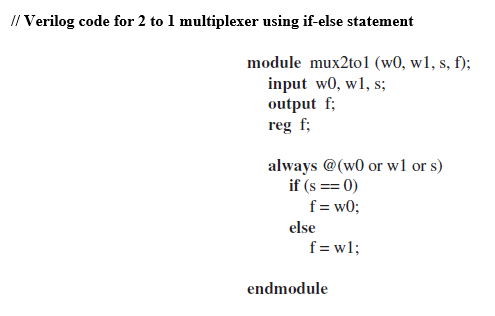 // Verilog code for 2 to 1 multiplexer using if-else statement
module mux2to1 (w0, w1, s, f);
input w0, w1, s;
output f;
reg f;
always @(w0 or w1 or s)
if (s == 0)
f = w0;
else
f = w1;
endmodule